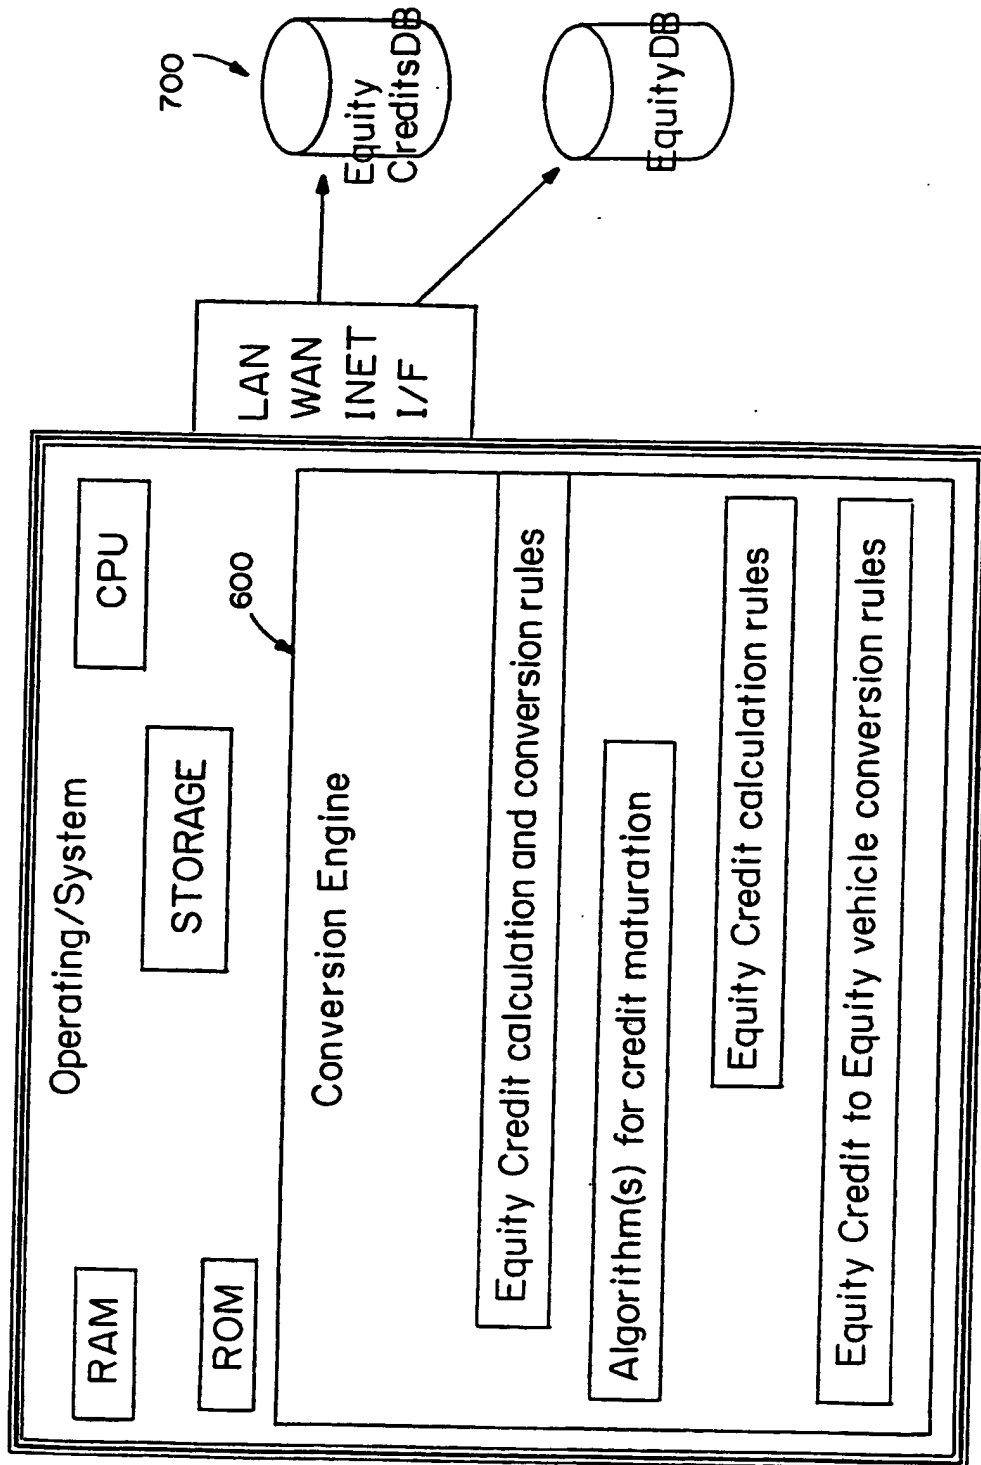 Operating/System
RAM
CPU
STORAGE
ROM
600
Conversion Engine
Equity Credit calculation and conversion rules
Algorithm(s) for credit maturation
Equity Credit calculation rules
Equity Credit to Equity vehicle conversion rules
LAN
WAN
INET
I/F
700
Equity
CreditsDB
EquityDB